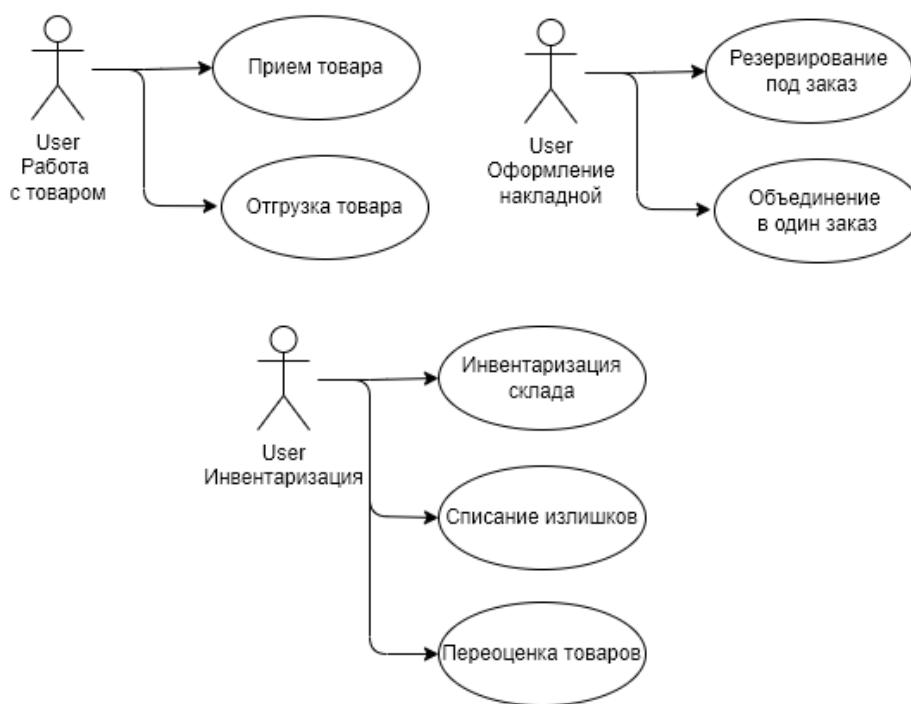 User
Работа
с товаром
Прием товара
Отгрузка товара
User
Оформление
накладной
Резервирование
под заказ
Объединение
в один заказ
User
Инвентаризация
Инвентаризация
склада
Списание излишков
Переоценка товаров